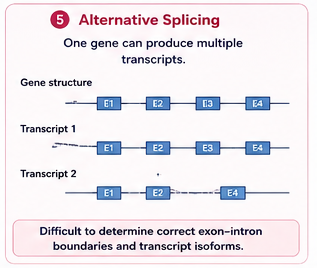 5 Alternative Splicing
One gene can produce multiple
transcripts.
Gene structure
E1 E2 E3 E4
Transcript 1
E1 E2 E3 E4
Transcript 2
E1 E2 E4
Difficult to determine correct exon–intron
boundaries and transcript isoforms.